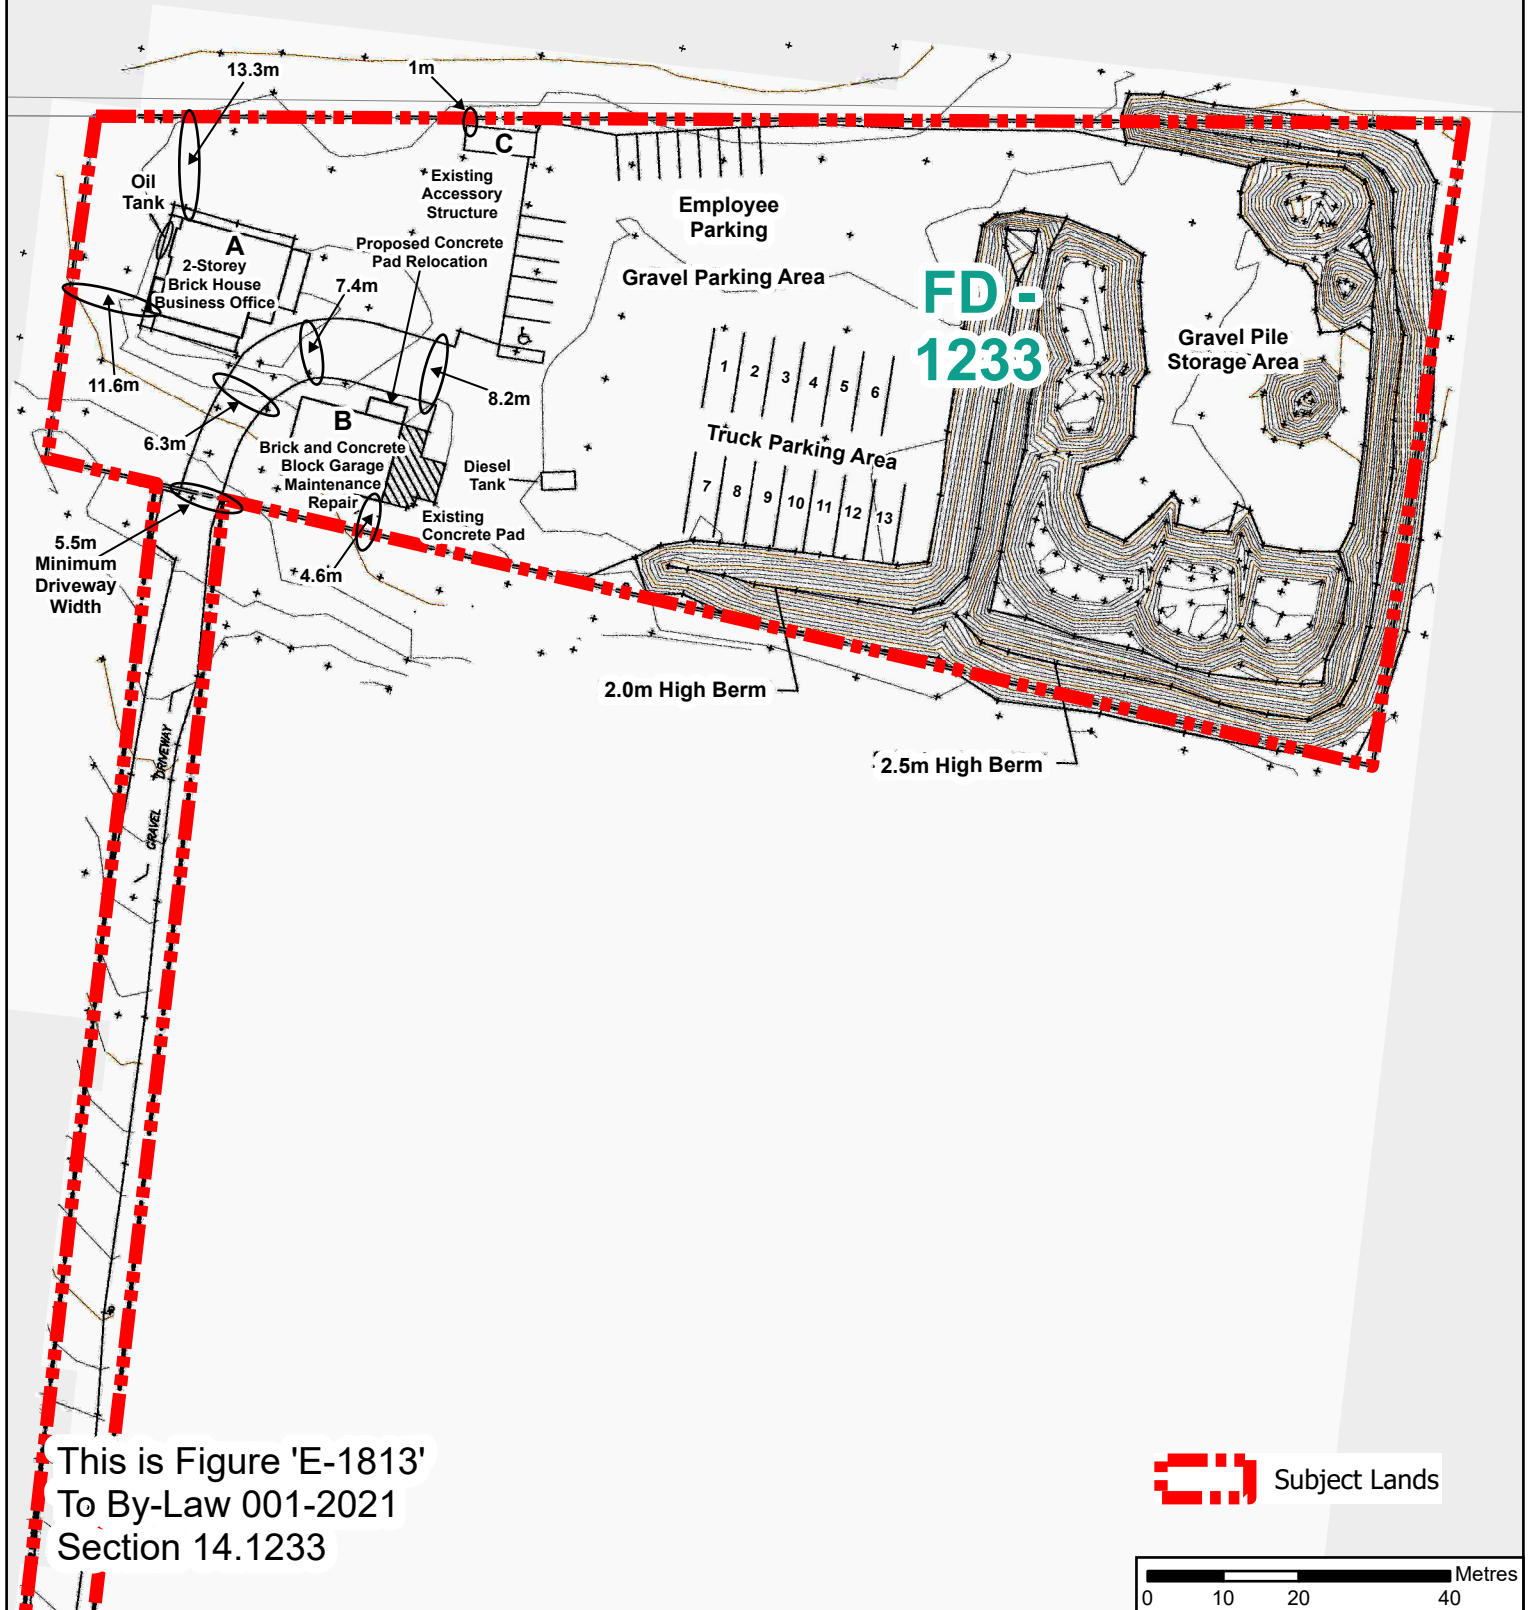 13.3m
1m
C
Oil
Tank
Existing
Accessory
Structure
Employee
Parking
A
2-Storey
Brick House
Business Office
Proposed Concrete
Pad Relocation
7.4m
Gravel Parking Area
FD -
1233
Gravel Pile
Storage Area
11.6m
8.2m
1 2 3 4 5 6
6.3m
B
Brick and Concrete
Block Garage
Maintenance
Repair
Truck Parking Area
Diesel
Tank
7 8 9 10 11 12 13
Existing
Concrete Pad
5.5m
Minimum
Driveway
Width
4.6m
2.0m High Berm
2.5m High Berm
GRAVEL DRIVEWAY
This is Figure 'E-1813'
To By-Law 001-2021
Section 14.1233
Subject Lands
Metres
0 10 20 40